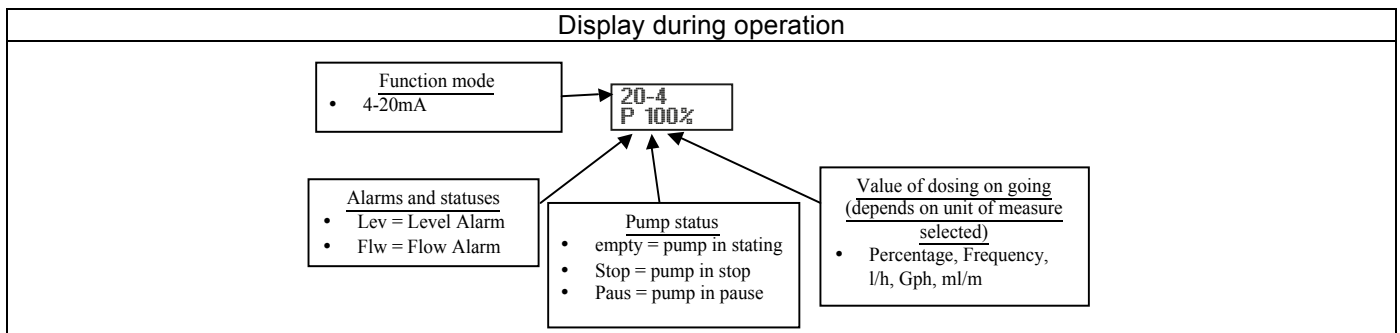 Display during operation
Function mode
• 4-20mA
20-4
P 100%
Alarms and statuses
• Lev = Level Alarm
• Flw = Flow Alarm
Pump status
• empty = pump in stating
• Stop = pump in stop
• Paus = pump in pause
Value of dosing on going
(depends on unit of measure
selected)
• Percentage, Frequency,
l/h, Gph, ml/m